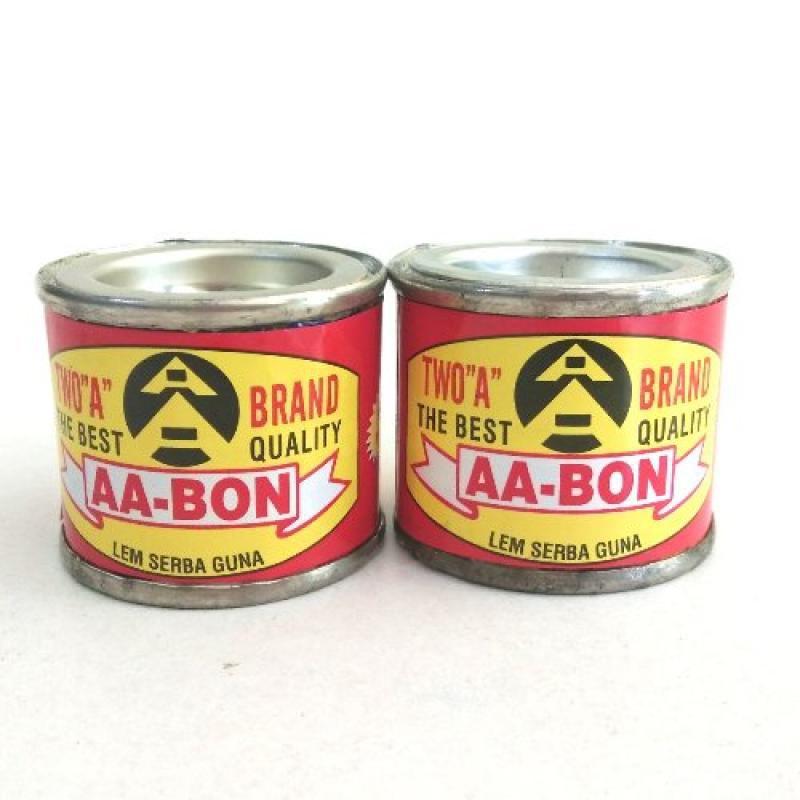 TWO"A" BRAND
THE BEST QUALITY
AA-BON
LEM SERBA GUNA
TWO"A" BRAND
THE BEST QUALITY
AA-BON
LEM SERBA GUNA